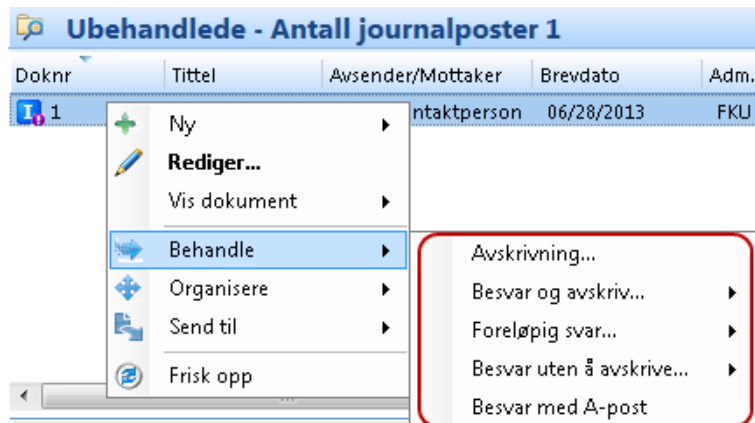 Ubehandlede - Antall journalposter 1
Doknr Tittel Avsender/Mottaker Brevdato Adm.
I 1 ntaktperson 06/28/2013 FKU
Ny
Rediger...
Vis dokument
Behandle Avskrivning...
Organisere Besvar og avskriv...
Send til Foreløpig svar...
Frisk opp Besvar uten å avskrive...
Besvar med A-post